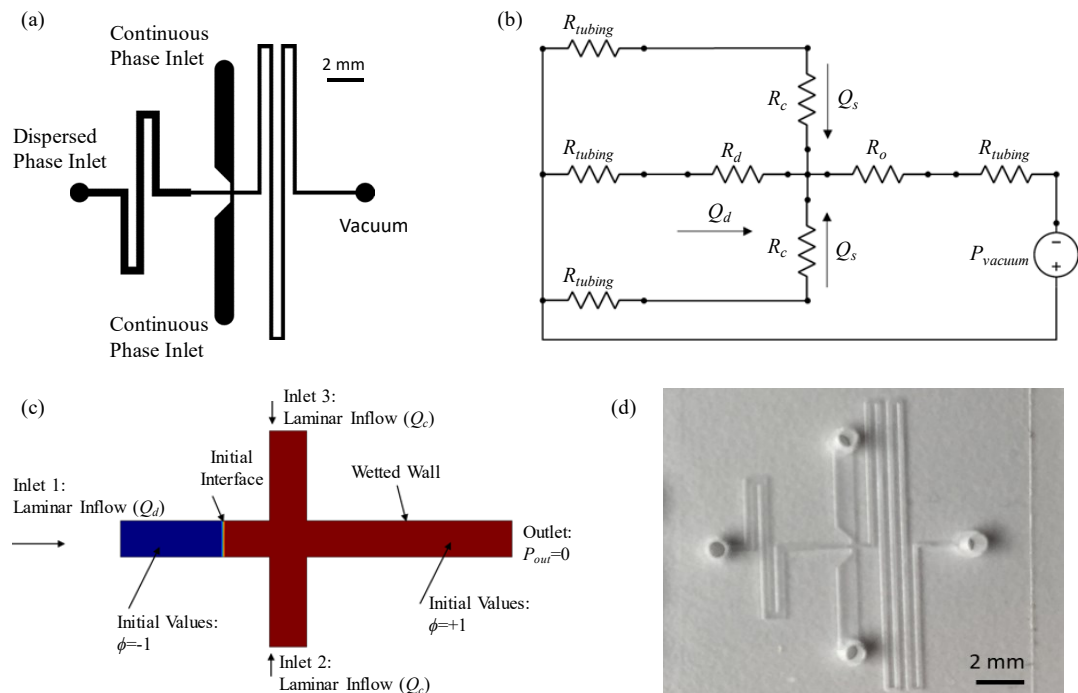 (a)
Continuous
Phase Inlet
2 mm
Dispersed
Phase Inlet
Vacuum
Continuous
Phase Inlet
(b)
R_tubing
R_c
Q_s
R_tubing
R_d
R_o
R_tubing
Q_d
R_c
Q_s
R_tubing
P_vacuum
(c)
Inlet 3:
Laminar Inflow (Q_c)
Initial
Interface
Wetted Wall
Inlet 1:
Laminar Inflow (Q_d)
Outlet:
P_out=0
Initial Values:
ϕ=-1
Initial Values:
ϕ=+1
Inlet 2:
Laminar Inflow (Q_c)
(d)
2 mm